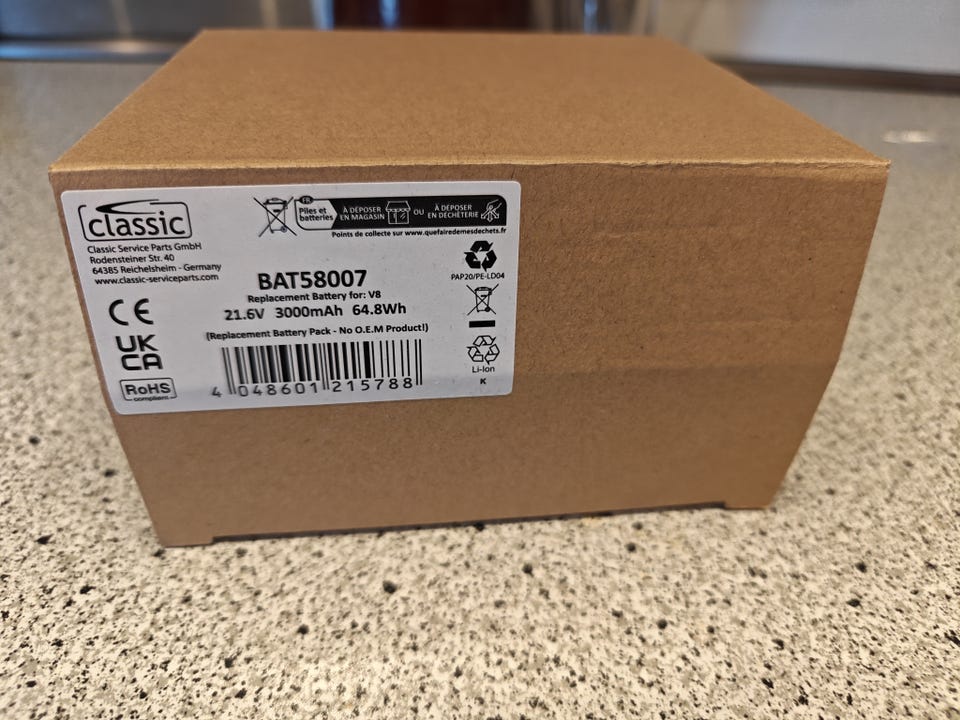 classic
Classic Service Parts GmbH
Rodensteiner Str. 40
64385 Reichelsheim - Germany
www.classic-serviceparts.com
FR
Piles et
batteries
À DÉPOSER
EN MAGASIN
OU
À DÉPOSER
EN DÉCHÈTERIE
Points de collecte sur www.quefairedemesdechets.fr
PAP20/PE-LD04
BAT58007
Replacement Battery for: V8
21.6V 3000mAh 64.8Wh
(Replacement Battery Pack - No O.E.M Product!)
CE
UK
CA
RoHS
compliant
4 048601 215788
Li-Ion
K